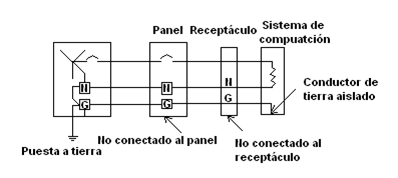 Panel
Receptáculo
Sistema de
compuatción
N
G
N
G
N
G
Conductor de
tierra aislado
No conectado al panel
No conectado al
receptáculo
Puesta a tierra